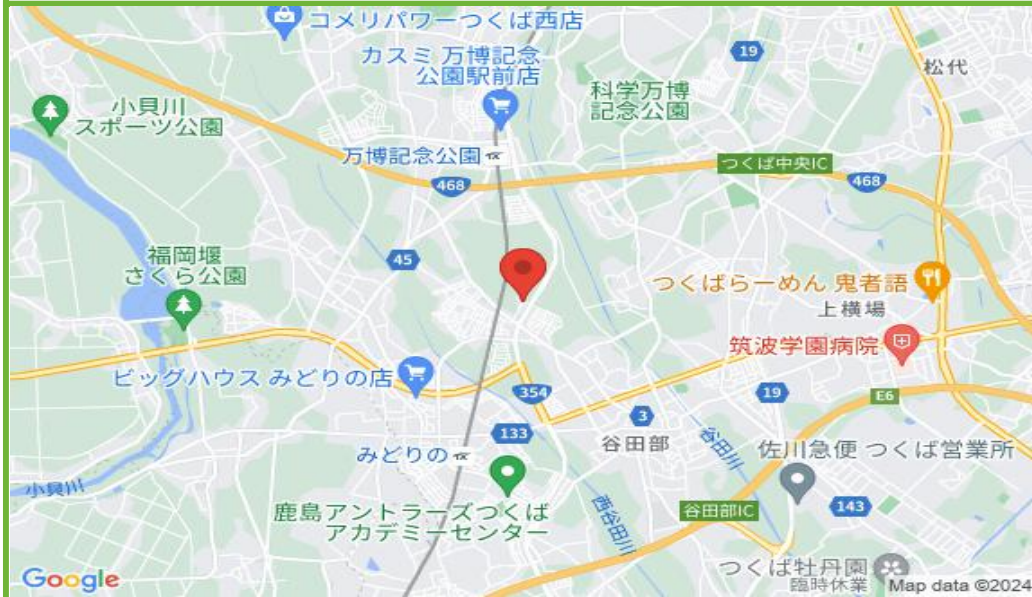 コメリパワーつくば西店
カスミ 万博記念
公園駅前店
19
松代
小貝川
スポーツ公園
科学万博
記念公園
万博記念公園
TX
つくば中央IC
468
468
福岡堰
さくら公園
45
つくばらーめん 鬼者語
上横場
筑波学園病院
ビッグハウス みどりの店
354
19
E6
3
133
谷田部
谷田川
みどりの
TX
佐川急便 つくば営業所
小貝川
鹿島アントラーズつくば
アカデミーセンター
西谷田川
谷田部IC
143
つくば牡丹園
臨時休業
Google
Map data ©2024